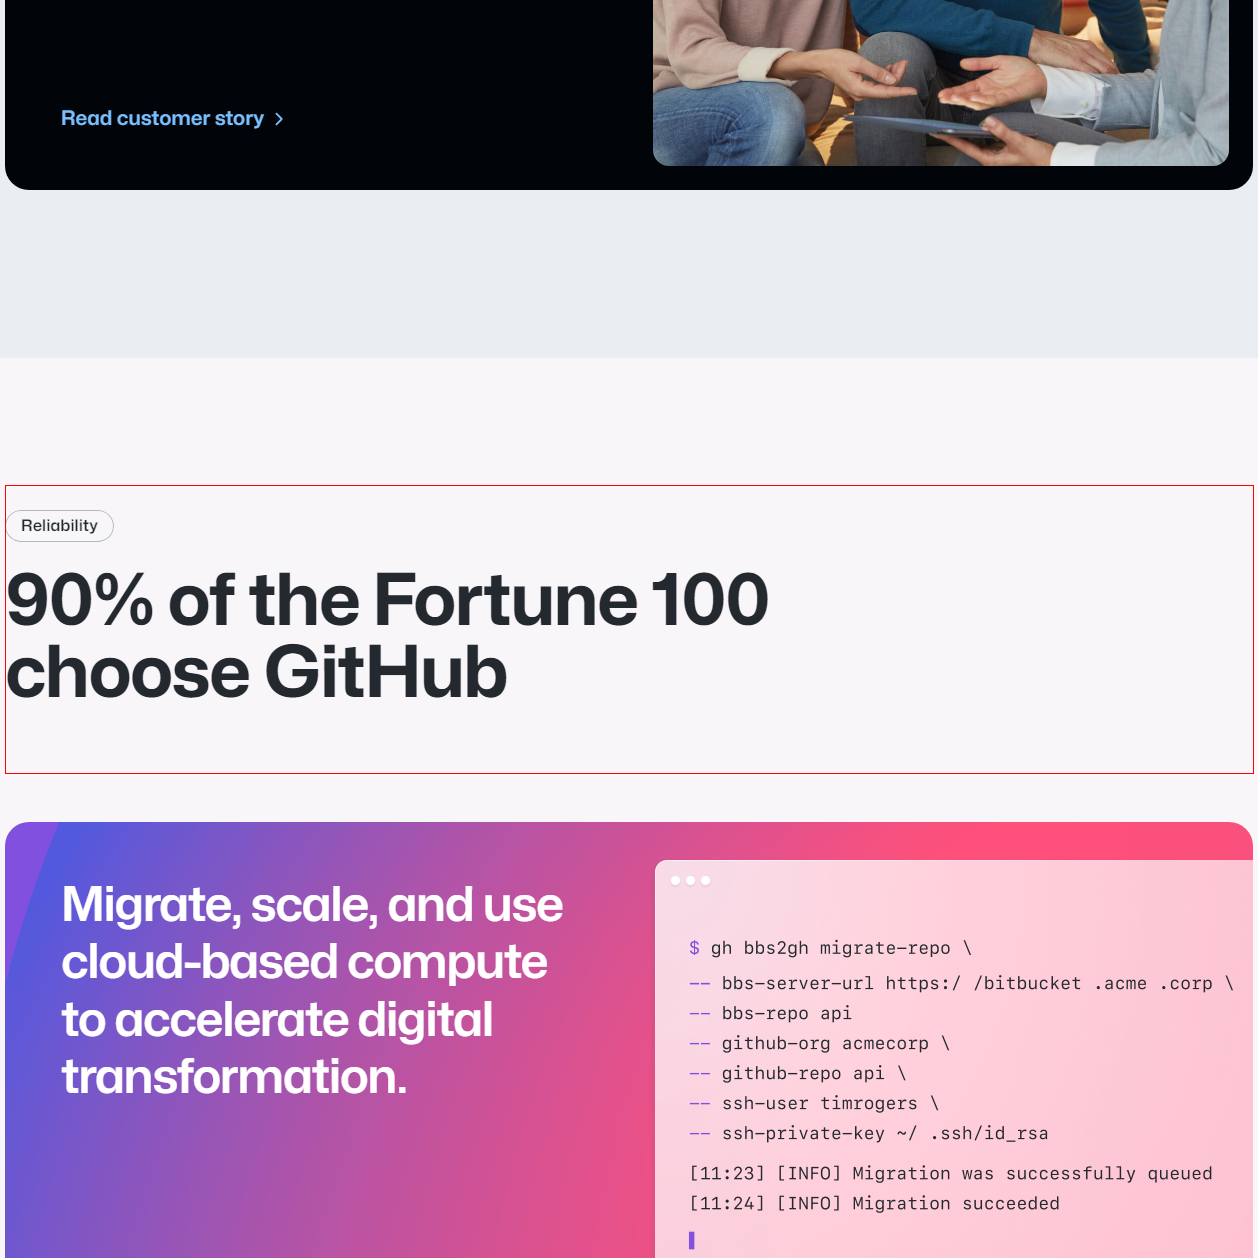 Read customer story
Reliability
90% of the Fortune 100
choose GitHub
Migrate, scale, and use
cloud-based compute
to accelerate digital
transformation.
$ gh bbs2gh migrate-repo \
-- bbs-server-url https:/ /bitbucket .acme .corp \
-- bbs-repo api
-- github-org acmecorp \
-- github-repo api \
-- ssh-user timrogers \
-- ssh-private-key ~/ .ssh/id_rsa
[11:23] [INFO] Migration was successfully queued
[11:24] [INFO] Migration succeeded